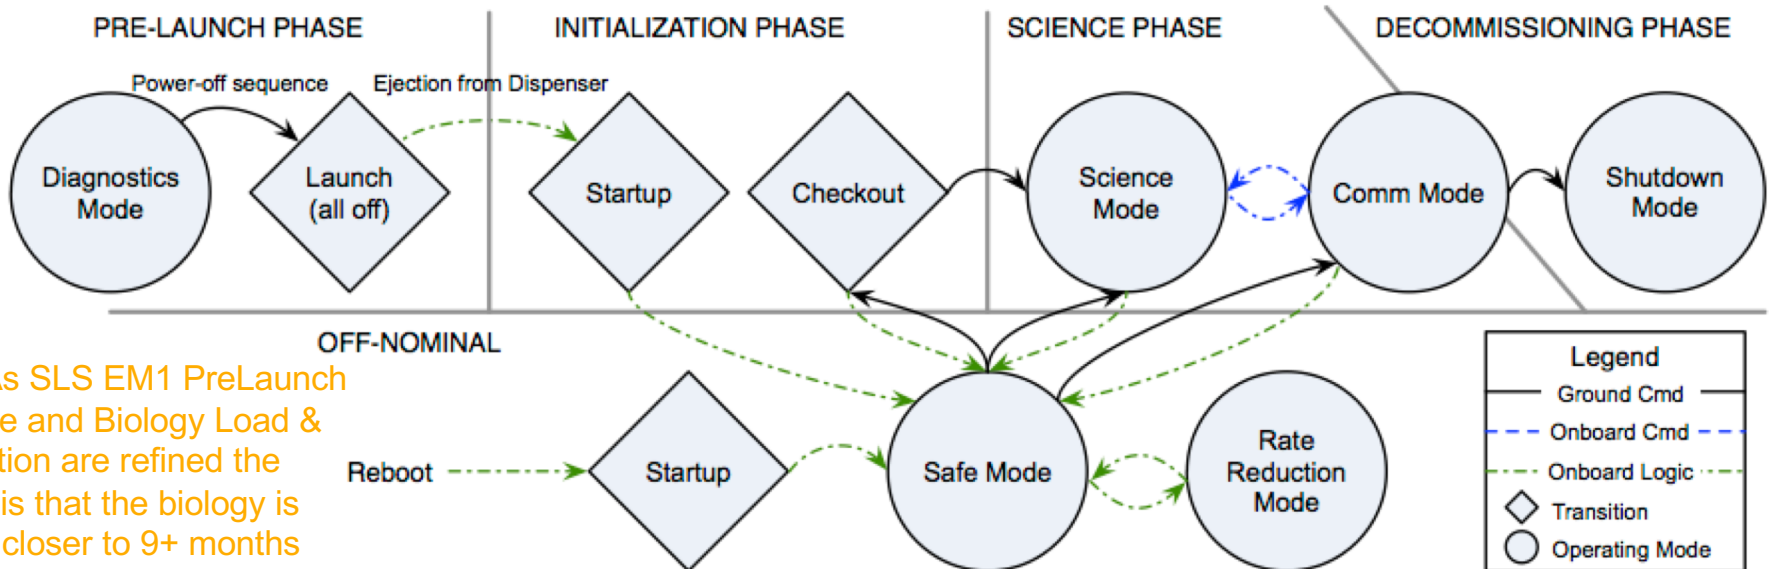 PRE-LAUNCH PHASE
INITIALIZATION PHASE
SCIENCE PHASE
DECOMMISSIONING PHASE
Power-off sequence
Ejection from Dispenser
Diagnostics
Mode
Launch
(all off)
Startup
Checkout
Science
Mode
Comm Mode
Shutdown
Mode
OFF-NOMINAL
As SLS EM1 PreLaunch
and Biology Load &
are refined the
is that the biology is
closer to 9+ months
Reboot
Startup
Safe Mode
Rate
Reduction
Mode
Legend
Ground Cmd
Onboard Cmd
Onboard Logic
Transition
Operating Mode